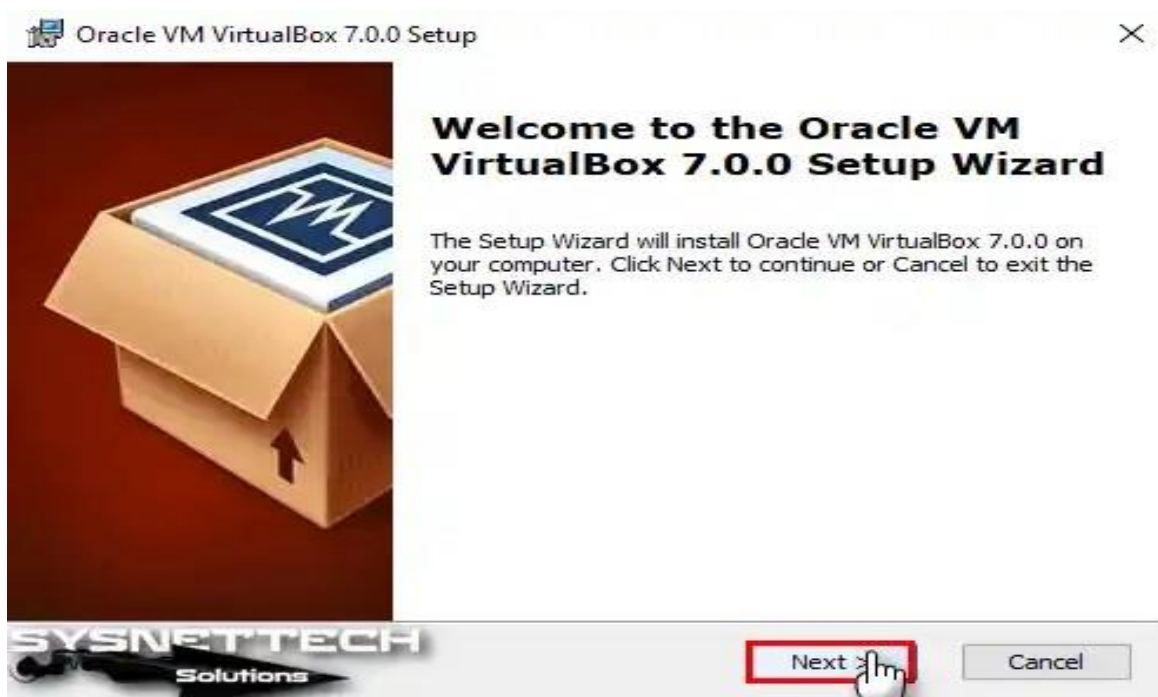 Oracle VM VirtualBox 7.0.0 Setup
Welcome to the Oracle VM
VirtualBox 7.0.0 Setup Wizard
The Setup Wizard will install Oracle VM VirtualBox 7.0.0 on
your computer. Click Next to continue or Cancel to exit the
Setup Wizard.
SYSNETTECH
Solutions
Next >
Cancel